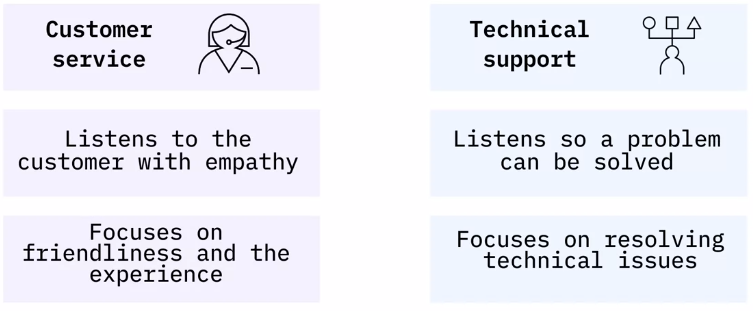 Customer
service
Technical
support
Listens to the
customer with empathy
Listens so a problem
can be solved
Focuses on
friendliness and the
experience
Focuses on resolving
technical issues